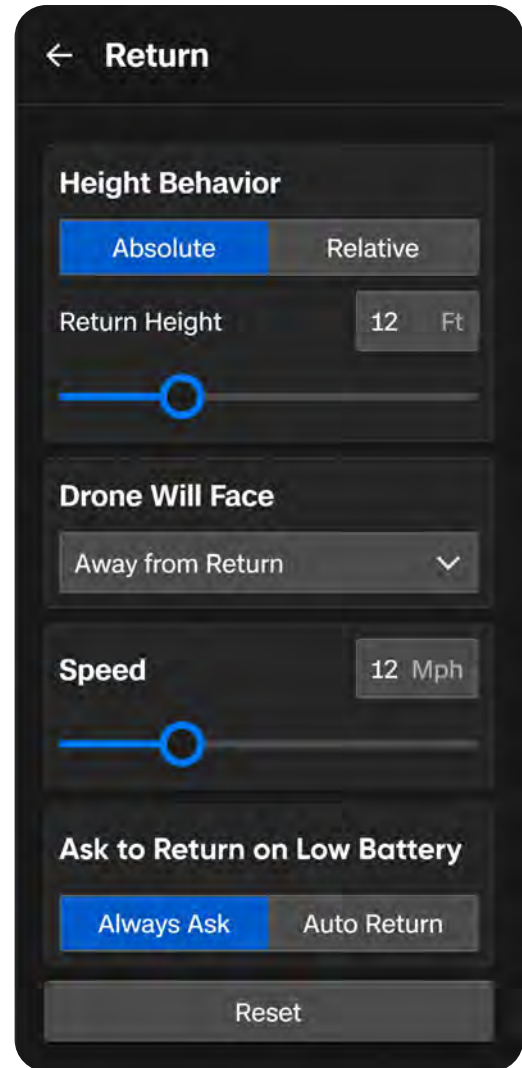 Return
Height Behavior
Absolute Relative
Return Height 12 Ft
Drone Will Face
Away from Return
Speed 12 Mph
Ask to Return on Low Battery
Always Ask Auto Return
Reset